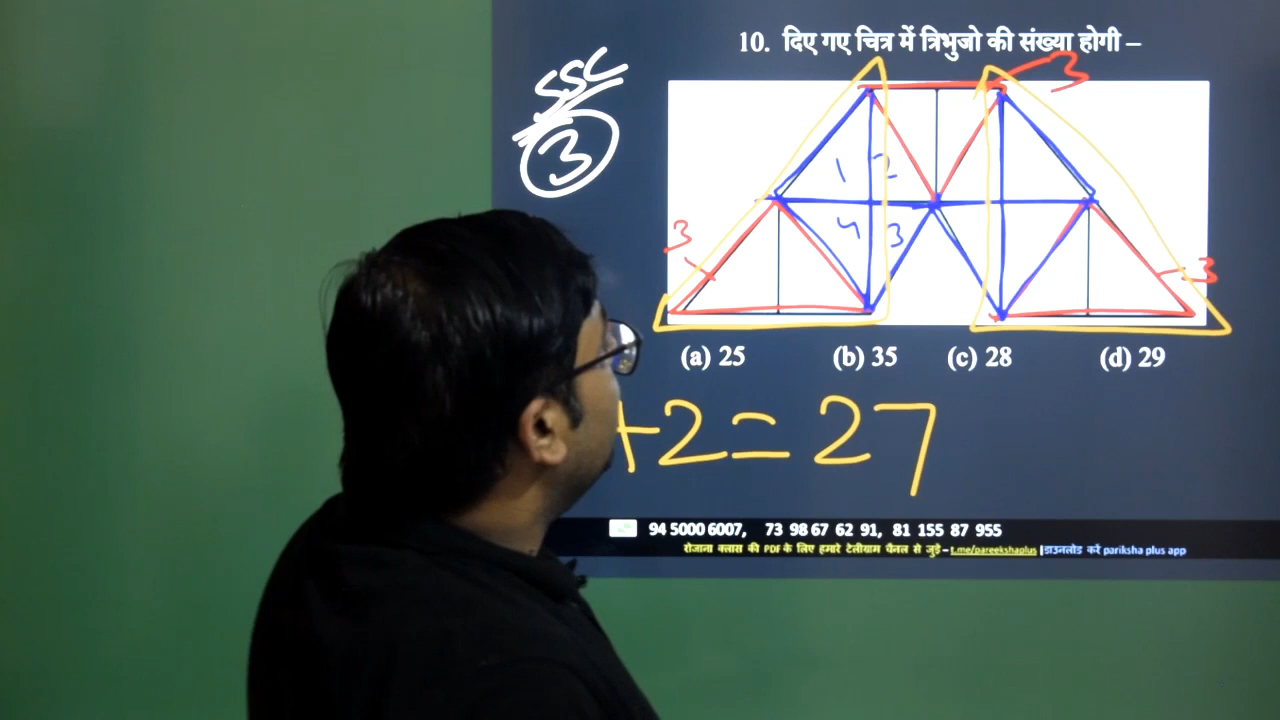 10. दिए गए चित्र में त्रिभुजो की संख्या होगी –
SSC
3
3
1 2
4 3
3
3
(a) 25 (b) 35 (c) 28 (d) 29
+2=27
94 5000 6007, 73 98 67 62 91, 81 155 87 955
रोजाना क्लास की PDF के लिए हमारे टेलीग्राम चैनल से जुड़ें – t.me/pareekshaplus | डाउनलोड करें pariksha plus app